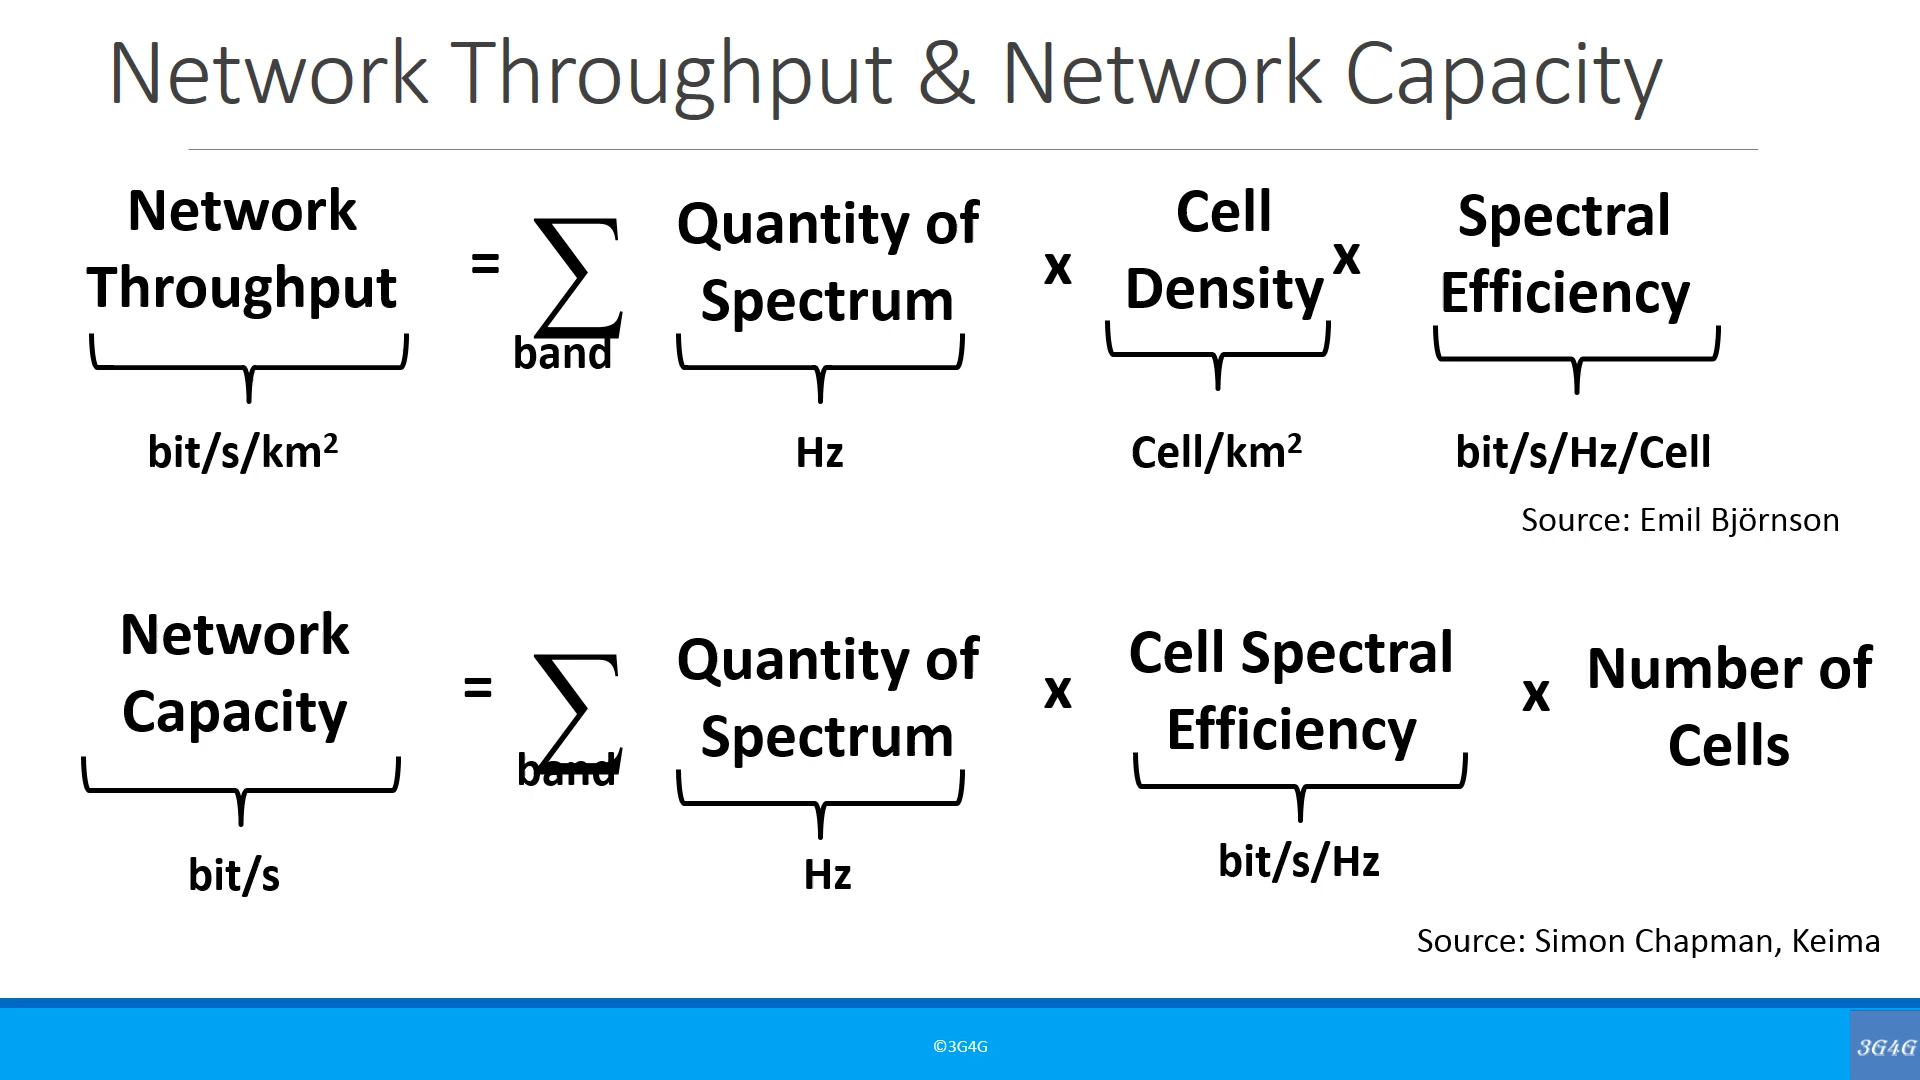 Network Throughput & Network Capacity
Network
Throughput
=
∑
band
Quantity of
Spectrum
x
Cell
Density
x
Spectral
Efficiency
bit/s/km²
Hz
Cell/km²
bit/s/Hz/Cell
Source: Emil Björnson
Network
Capacity
=
∑
band
Quantity of
Spectrum
x
Cell Spectral
Efficiency
x
Number of
Cells
bit/s
Hz
bit/s/Hz
Source: Simon Chapman, Keima
©3G4G
3G4G